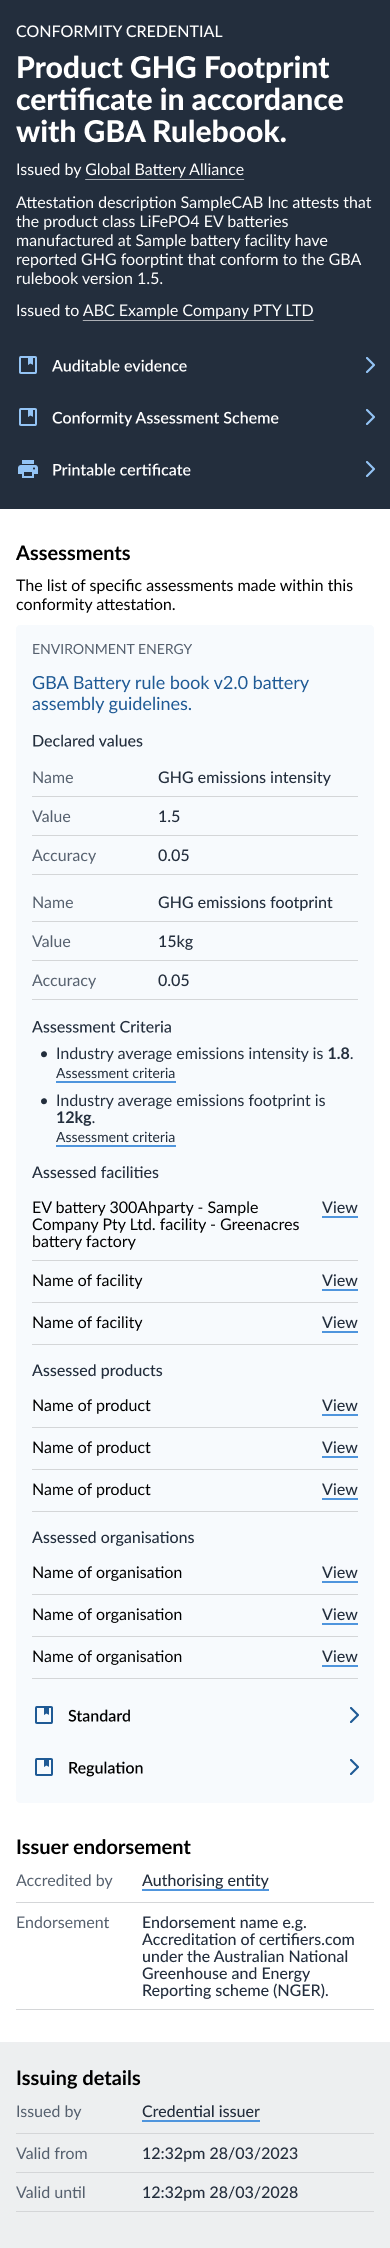 CONFORMITY CREDENTIAL
Product GHG Footprint
certificate in accordance
with GBA Rulebook.
Issued by Global Battery Alliance
Attestation description SampleCAB Inc attests that
the product class LiFePO4 EV batteries
manufactured at Sample battery facility have
reported GHG foorptint that conform to the GBA
rulebook version 1.5.
Issued to ABC Example Company PTY LTD
Auditable evidence
Conformity Assessment Scheme
Printable certificate
Assessments
The list of specific assessments made within this
conformity attestation.
ENVIRONMENT ENERGY
GBA Battery rule book v2.0 battery
assembly guidelines.
Declared values
Name GHG emissions intensity
Value 1.5
Accuracy 0.05
Name GHG emissions footprint
Value 15kg
Accuracy 0.05
Assessment Criteria
• Industry average emissions intensity is 1.8.
Assessment criteria
• Industry average emissions footprint is
12kg.
Assessment criteria
Assessed facilities
EV battery 300Ahparty - Sample View
Company Pty Ltd. facility - Greenacres
battery factory
Name of facility View
Name of facility View
Assessed products
Name of product View
Name of product View
Name of product View
Assessed organisations
Name of organisation View
Name of organisation View
Name of organisation View
Standard
Regulation
Issuer endorsement
Accredited by Authorising entity
Endorsement Endorsement name e.g.
Accreditation of certifiers.com
under the Australian National
Greenhouse and Energy
Reporting scheme (NGER).
Issuing details
Issued by Credential issuer
Valid from 12:32pm 28/03/2023
Valid until 12:32pm 28/03/2028